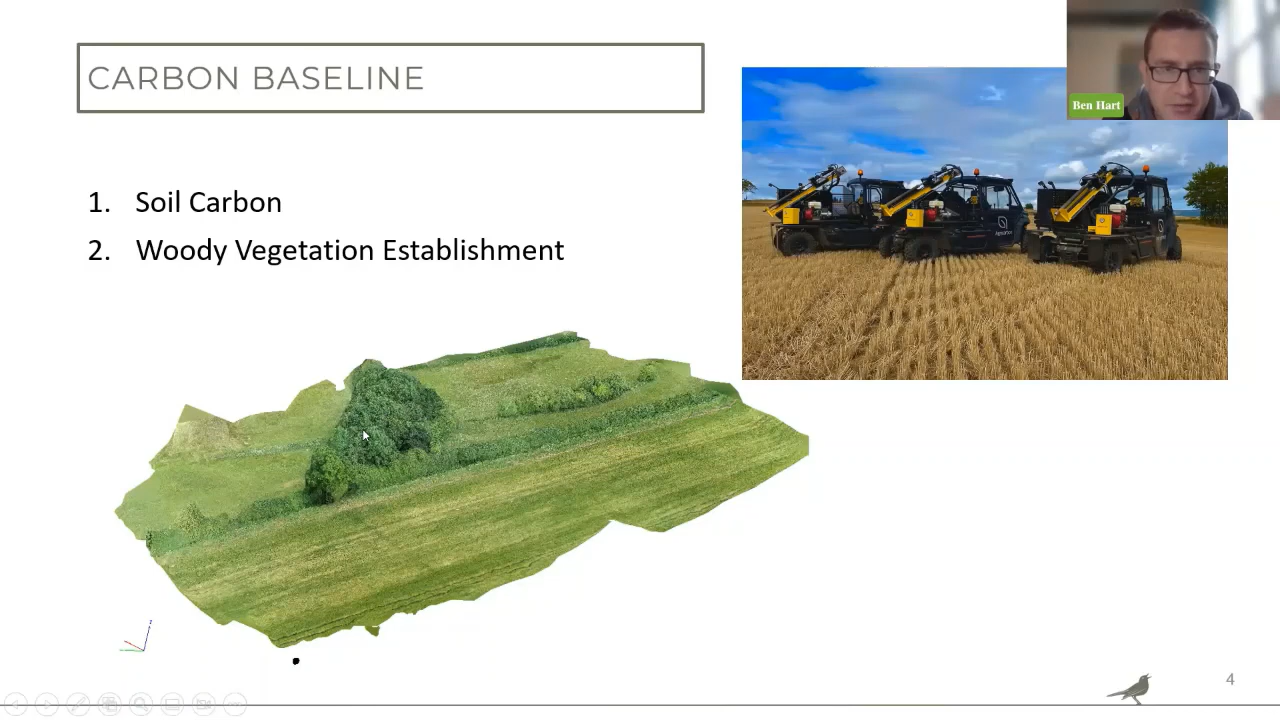 CARBON BASELINE
Ben Hart
1. Soil Carbon
2. Woody Vegetation Establishment
4